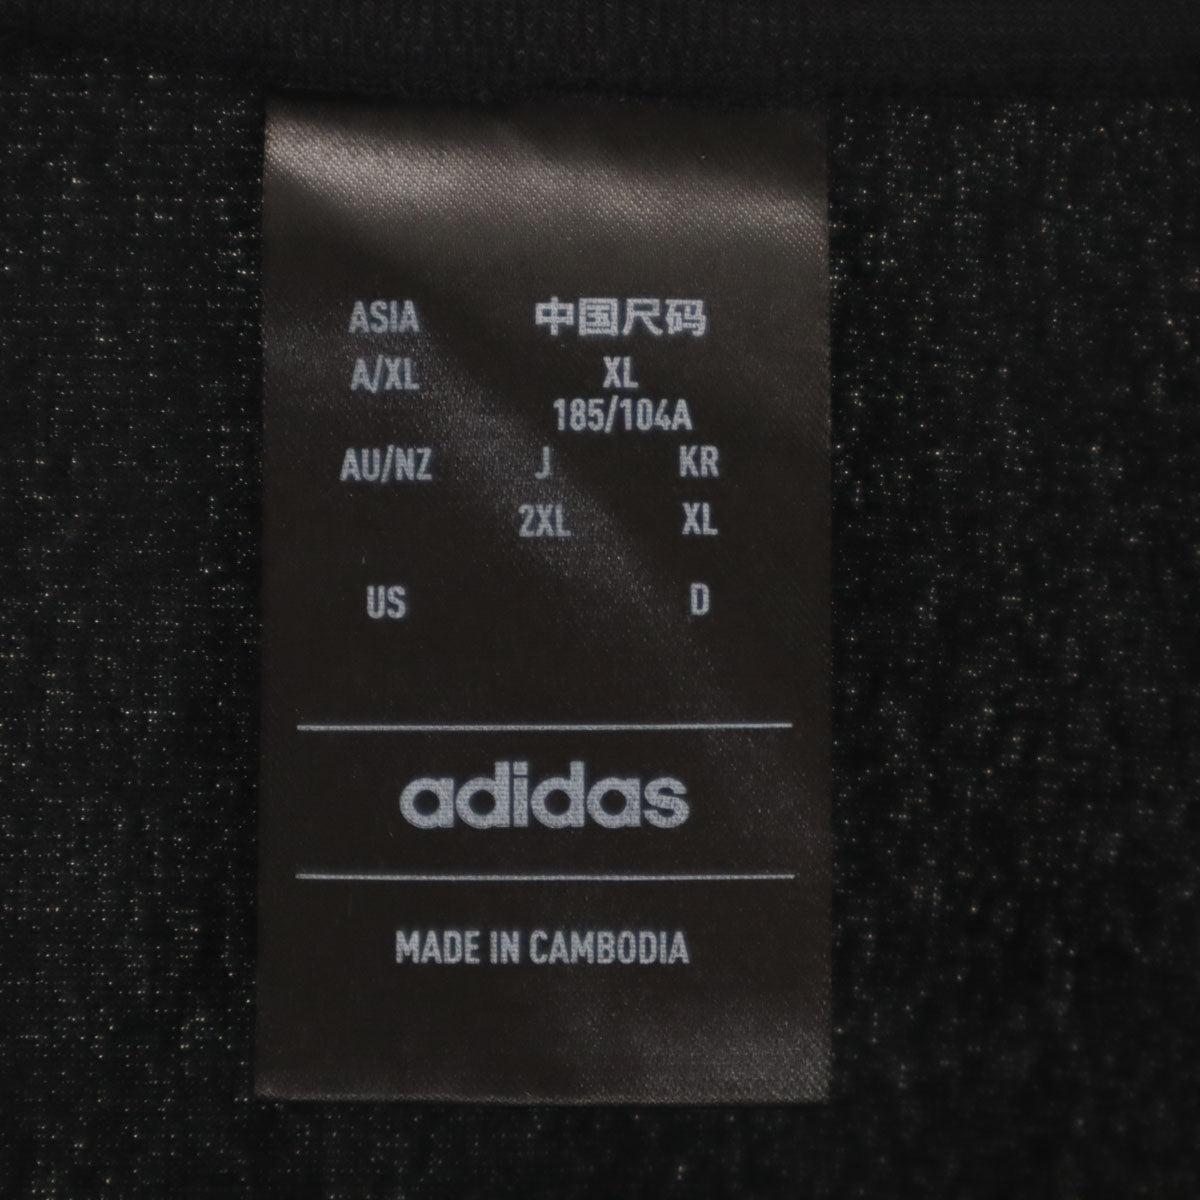 ASIA 中国尺码
A/XL XL
185/104A
AU/NZ J KR
2XL XL
US D
adidas
MADE IN CAMBODIA